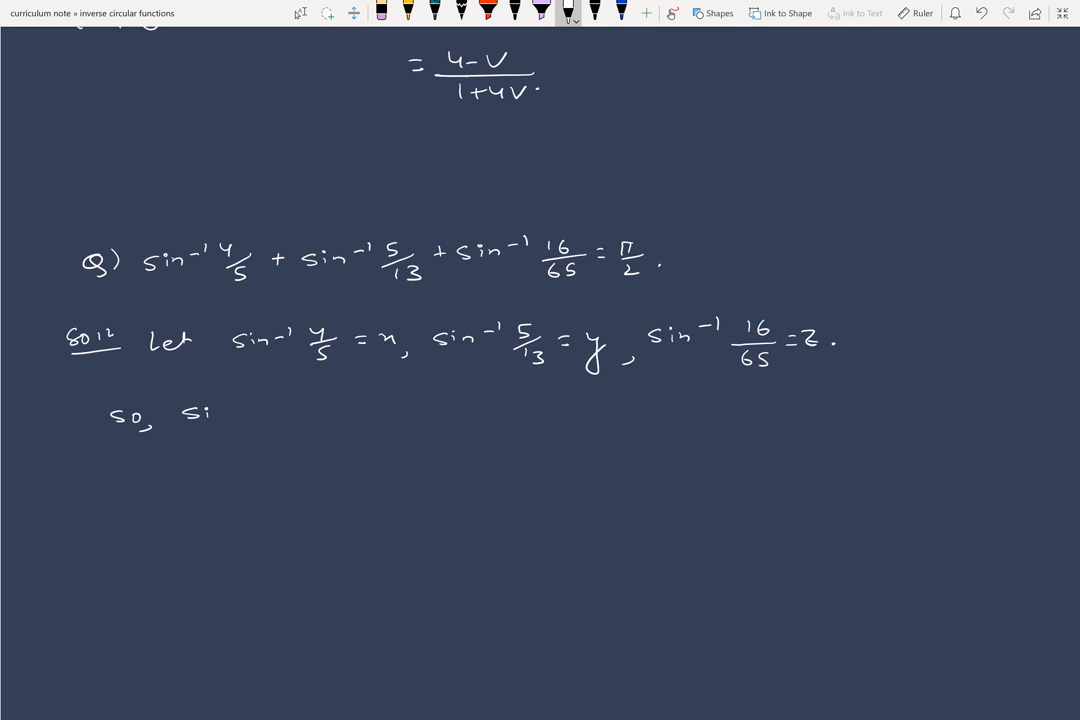 curriculum note » inverse circular functions
Shapes Ink to Shape Ink to Text Ruler
= 4-v / 1+4v.
Q) sin⁻¹ 4/5 + sin⁻¹ 5/13 + sin⁻¹ 16/65 = π/2 .
Solⁿ Let sin⁻¹ 4/5 = x, sin⁻¹ 5/13 = y, sin⁻¹ 16/65 = z.
so, si